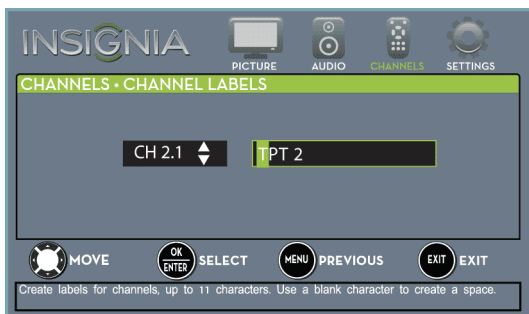 INSIGNIA
PICTURE AUDIO CHANNELS SETTINGS
CHANNELS • CHANNEL LABELS
CH 2.1 TPT 2
MOVE OK ENTER SELECT MENU PREVIOUS EXIT EXIT
Create labels for channels, up to 11 characters. Use a blank character to create a space.